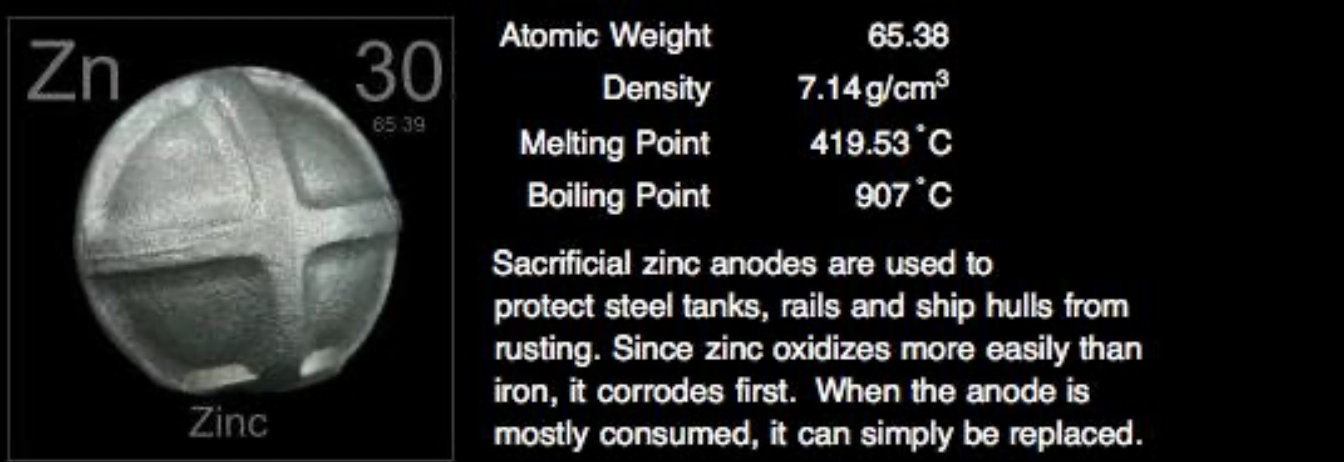 Zn 30
65.39
Zinc
Atomic Weight 65.38
Density 7.14 g/cm³
Melting Point 419.53 °C
Boiling Point 907 °C
Sacrificial zinc anodes are used to
protect steel tanks, rails and ship hulls from
rusting. Since zinc oxidizes more easily than
iron, it corrodes first. When the anode is
mostly consumed, it can simply be replaced.